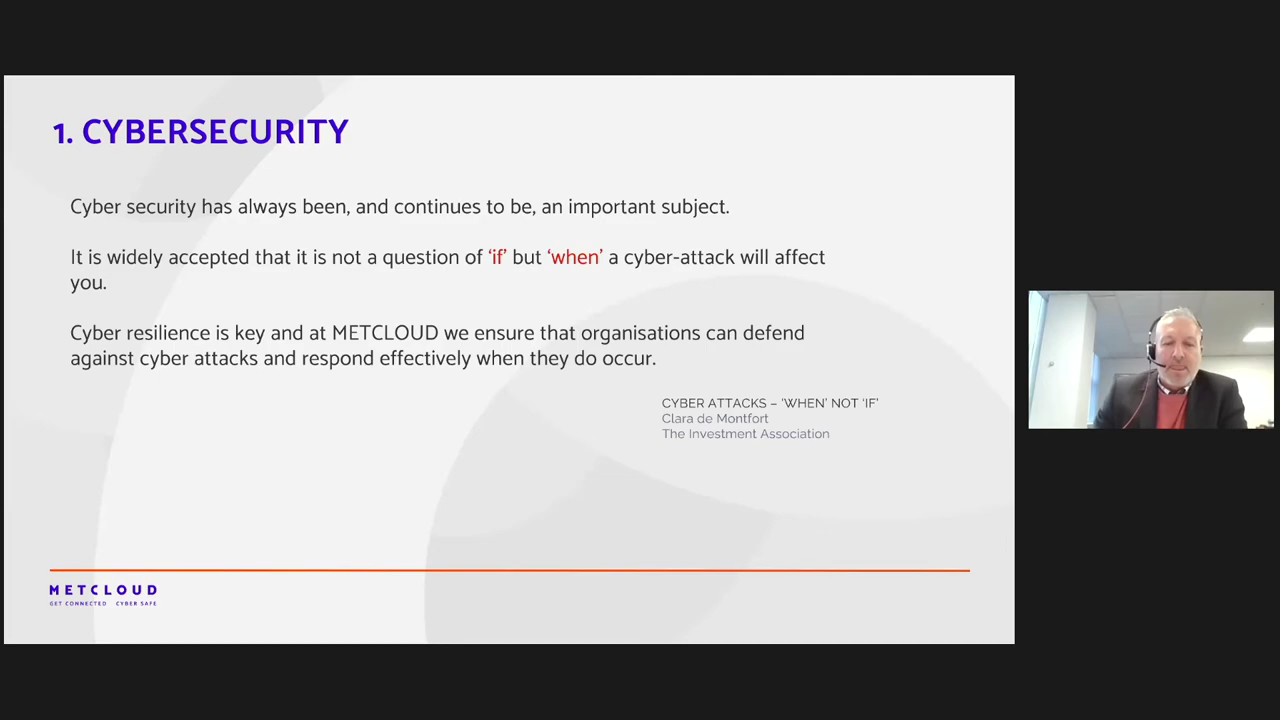 1. CYBERSECURITY
Cyber security has always been, and continues to be, an important subject.
It is widely accepted that it is not a question of ‘if’ but ‘when’ a cyber-attack will affect
you.
Cyber resilience is key and at METCLOUD we ensure that organisations can defend
against cyber attacks and respond effectively when they do occur.
CYBER ATTACKS – ‘WHEN’ NOT ‘IF’
Clara de Montfort
The Investment Association
METCLOUD
GET CONNECTED CYBER SAFE